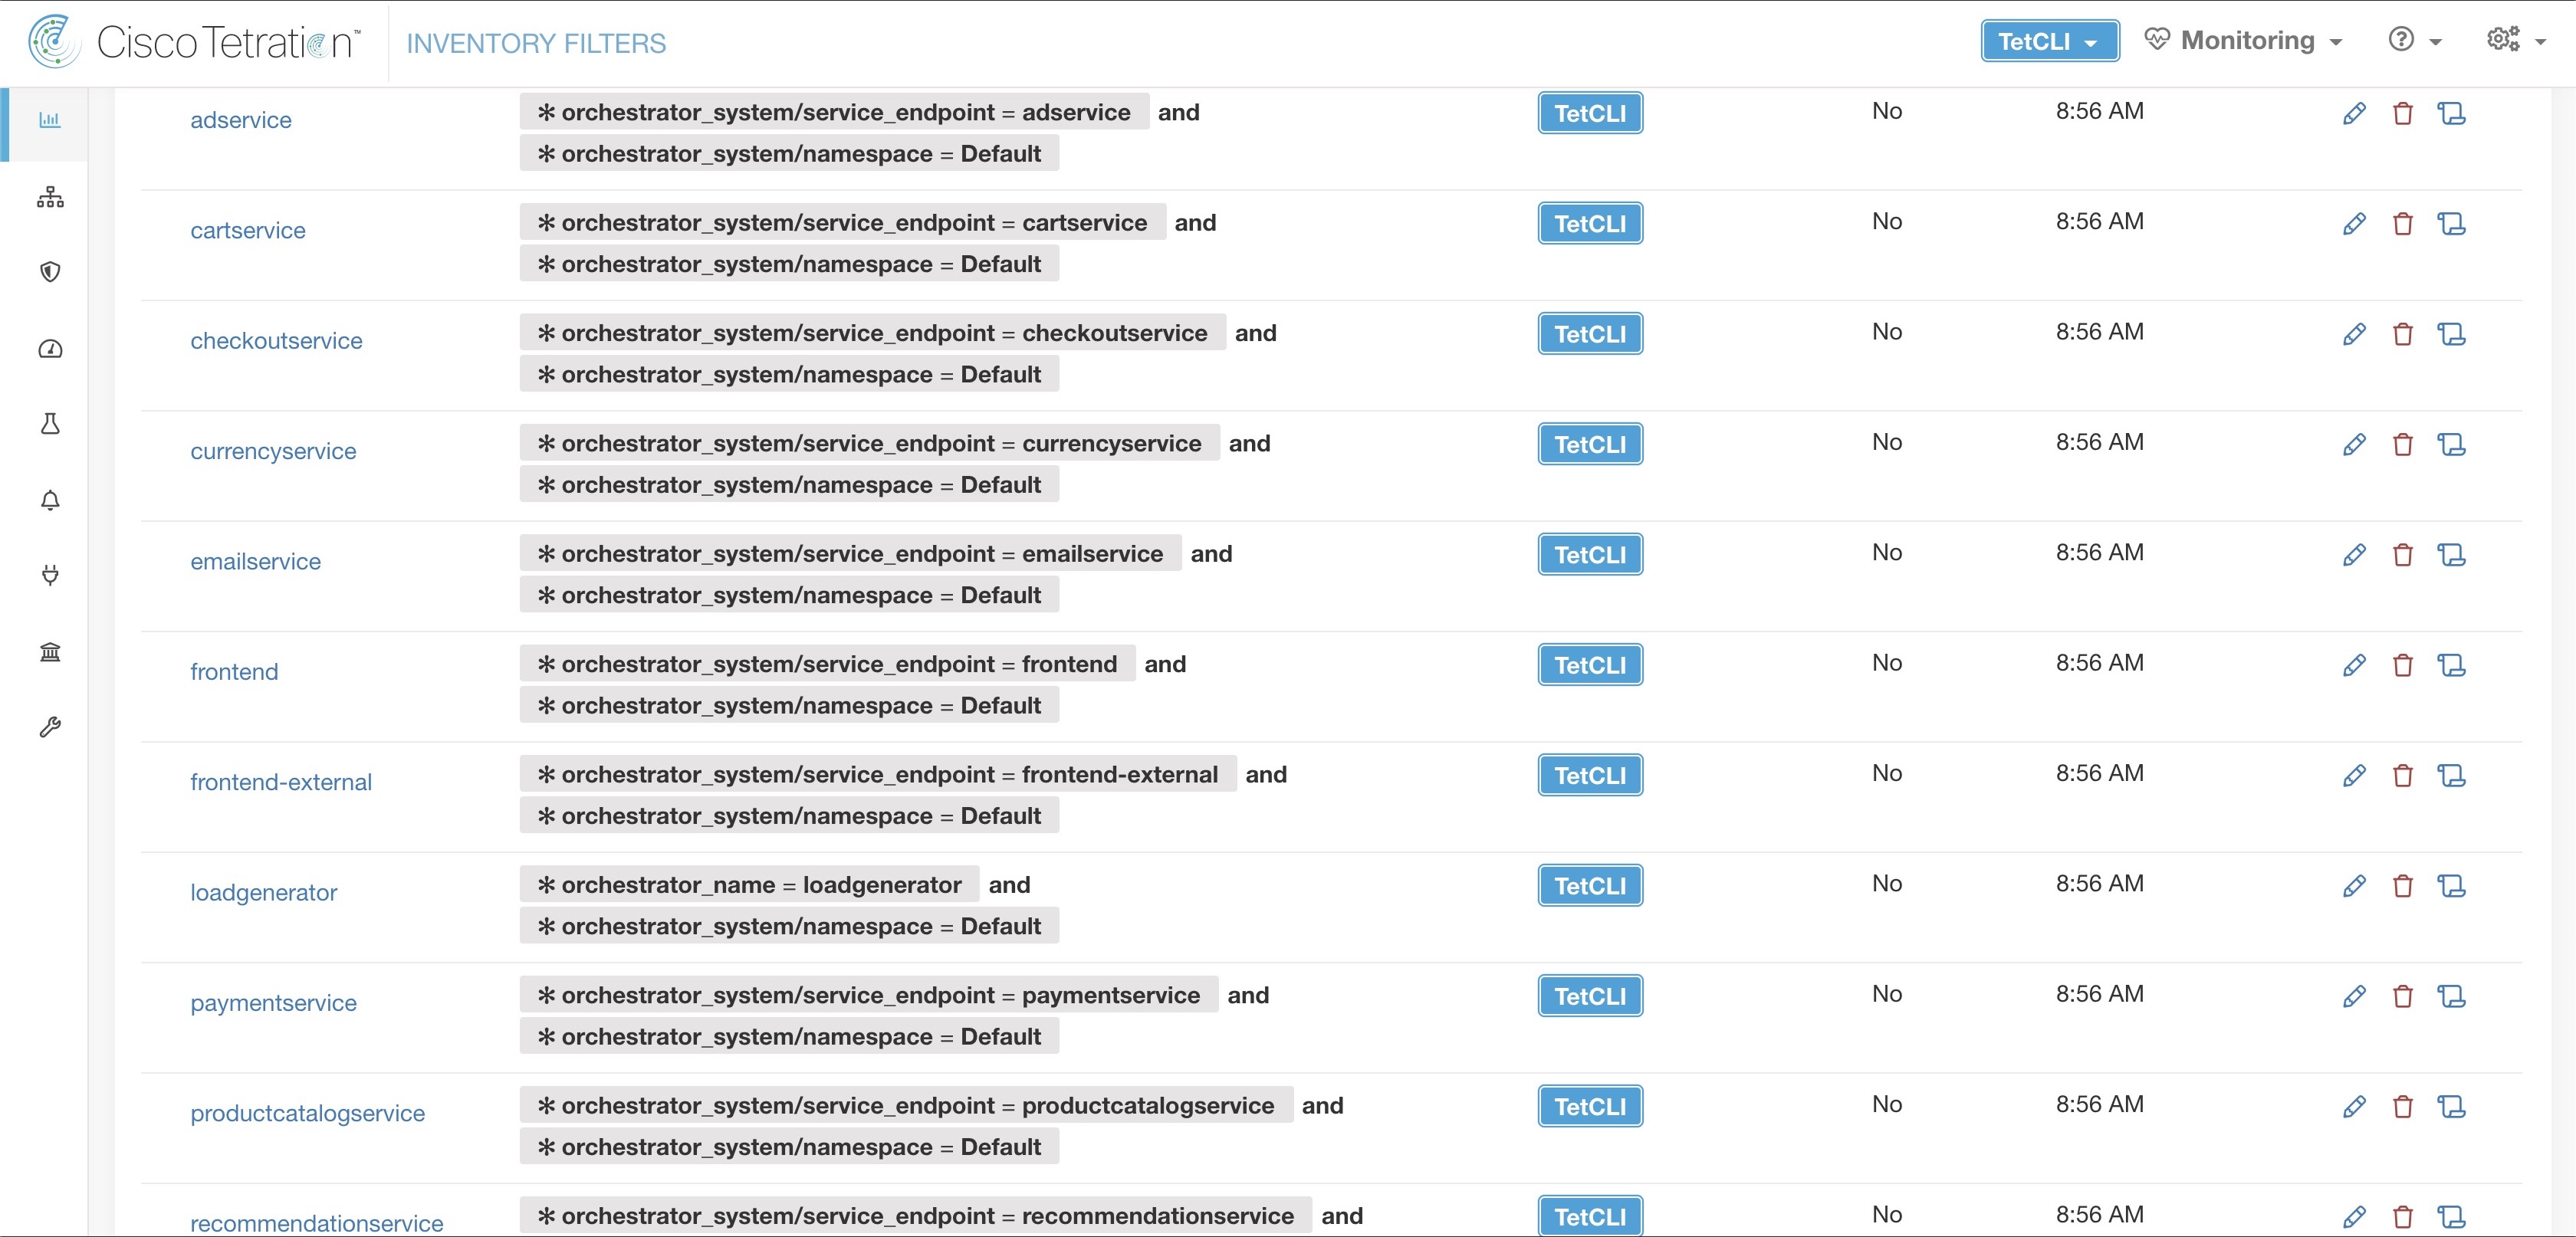 Cisco Tetration™ INVENTORY FILTERS TetCLI Monitoring
adservice ✻ orchestrator_system/service_endpoint = adservice and TetCLI No 8:56 AM
✻ orchestrator_system/namespace = Default
cartservice ✻ orchestrator_system/service_endpoint = cartservice and TetCLI No 8:56 AM
✻ orchestrator_system/namespace = Default
checkoutservice ✻ orchestrator_system/service_endpoint = checkoutservice and TetCLI No 8:56 AM
✻ orchestrator_system/namespace = Default
currencyservice ✻ orchestrator_system/service_endpoint = currencyservice and TetCLI No 8:56 AM
✻ orchestrator_system/namespace = Default
emailservice ✻ orchestrator_system/service_endpoint = emailservice and TetCLI No 8:56 AM
✻ orchestrator_system/namespace = Default
frontend ✻ orchestrator_system/service_endpoint = frontend and TetCLI No 8:56 AM
✻ orchestrator_system/namespace = Default
frontend-external ✻ orchestrator_system/service_endpoint = frontend-external and TetCLI No 8:56 AM
✻ orchestrator_system/namespace = Default
loadgenerator ✻ orchestrator_name = loadgenerator and TetCLI No 8:56 AM
✻ orchestrator_system/namespace = Default
paymentservice ✻ orchestrator_system/service_endpoint = paymentservice and TetCLI No 8:56 AM
✻ orchestrator_system/namespace = Default
productcatalogservice ✻ orchestrator_system/service_endpoint = productcatalogservice and TetCLI No 8:56 AM
✻ orchestrator_system/namespace = Default
recommendationservice ✻ orchestrator_system/service_endpoint = recommendationservice and TetCLI No 8:56 AM